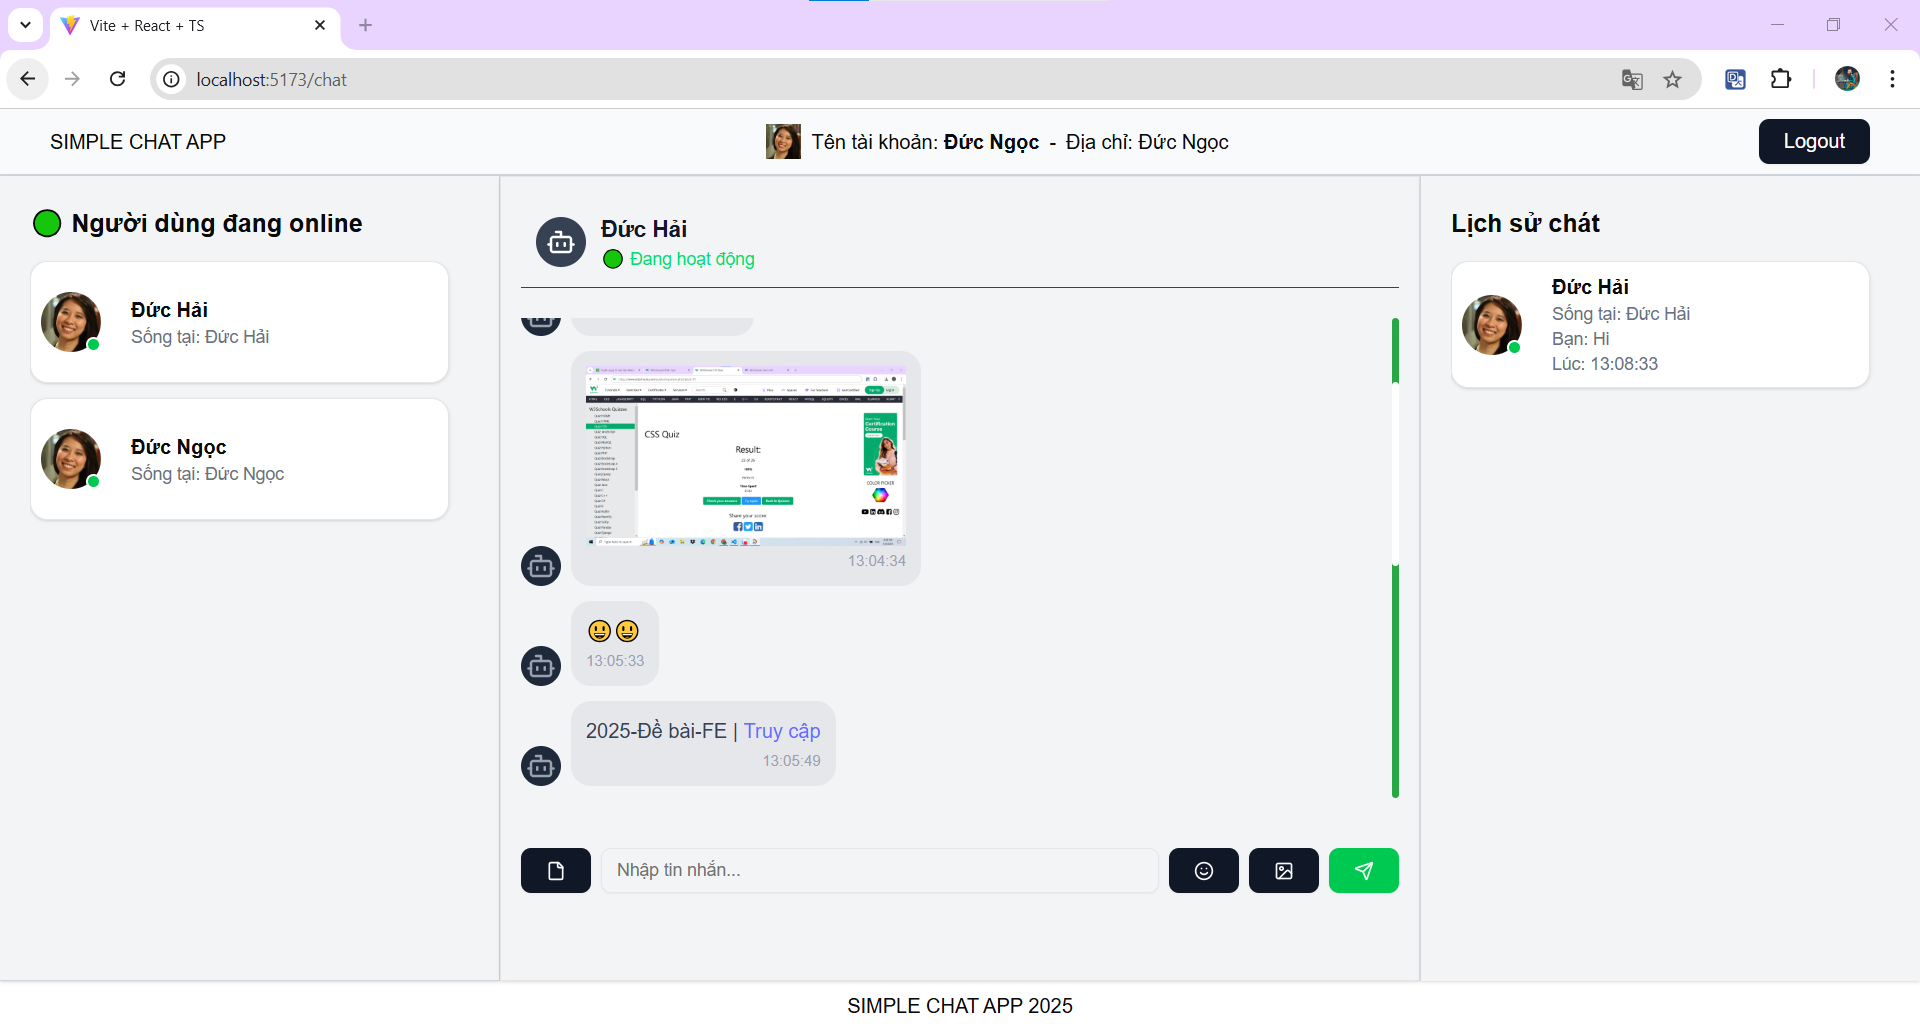 Vite + React + TS
localhost:5173/chat
SIMPLE CHAT APP
Tên tài khoản: Đức Ngọc - Địa chỉ: Đức Ngọc
Logout
Người dùng đang online
Đức Hải
Sống tại: Đức Hải
Đức Ngọc
Sống tại: Đức Ngọc
Đức Hải
Đang hoạt động
CSS Quiz
Result:
13:04:34
13:05:33
2025-Đề bài-FE | Truy cập
13:05:49
Nhập tin nhắn...
Lịch sử chát
Đức Hải
Sống tại: Đức Hải
Bạn: Hi
Lúc: 13:08:33
SIMPLE CHAT APP 2025